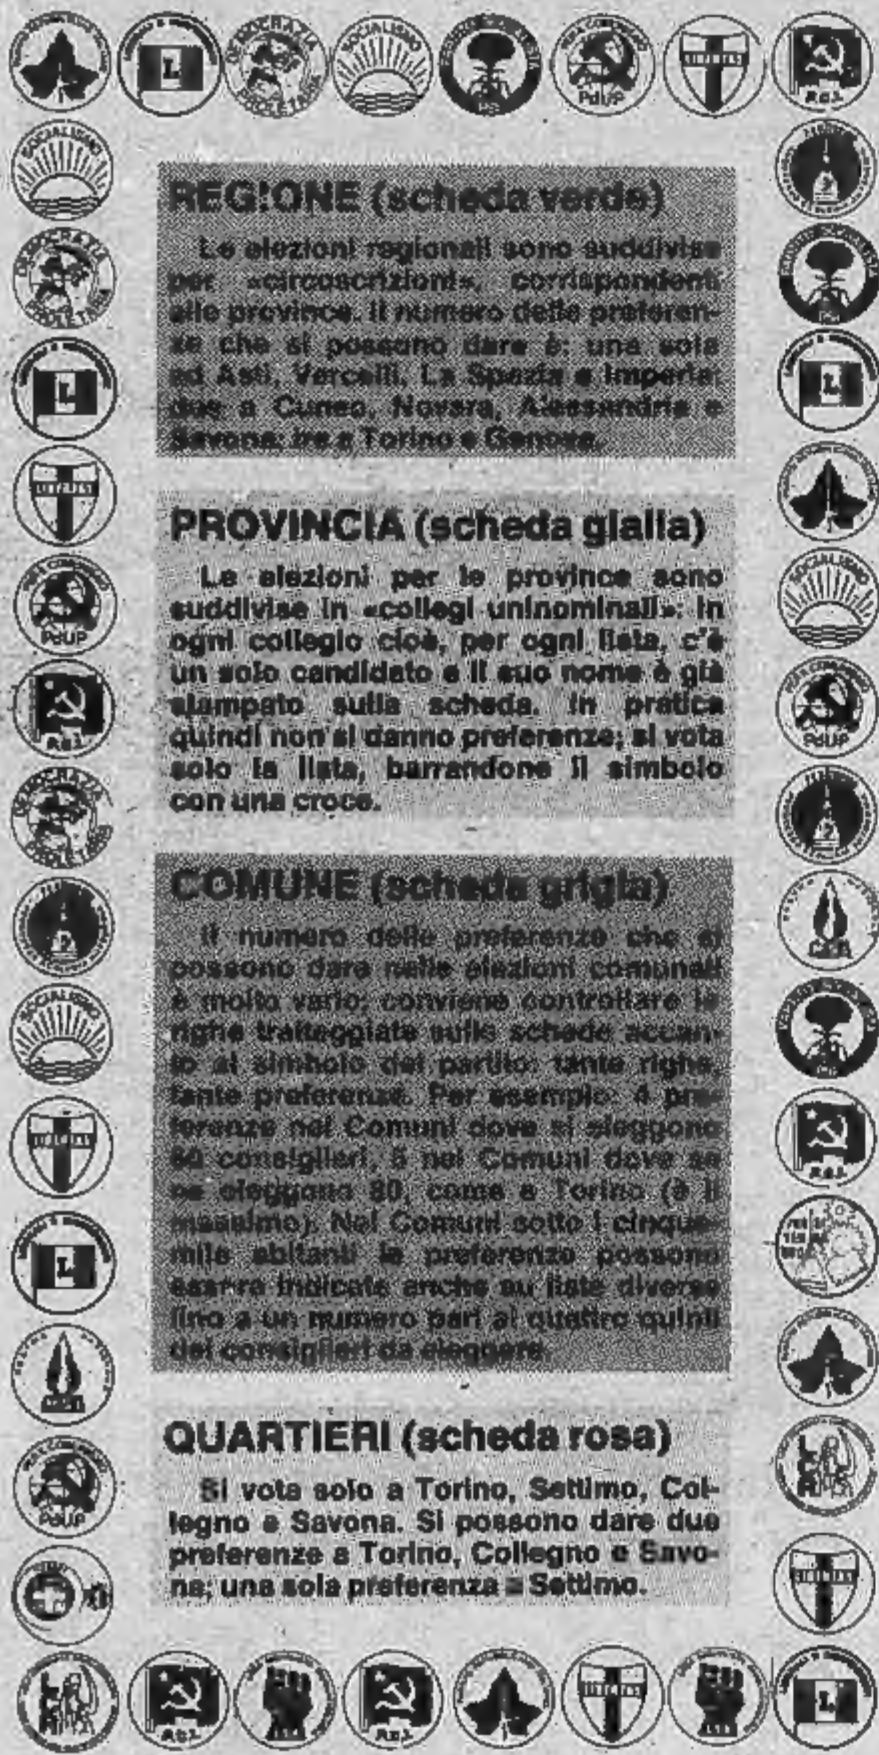 REGIONE (scheda verde)
Le elezioni regionali sono suddivise
per «circoscrizioni», corrispondenti
alle province. Il numero delle preferen-
ze che si possono dare è: una sola
ad Asti, Vercelli, La Spezia e Imperia;
due a Cuneo, Novara, Alessandria e
Savona; tre a Torino e Genova.
PROVINCIA (scheda gialla)
Le elezioni per le province sono
suddivise in «collegi uninominali»: in
ogni collegio cioè, per ogni lista, c'è
un solo candidato e il suo nome è già
stampato sulla scheda. In pratica
quindi non si danno preferenze; si vota
solo la lista, barrandone il simbolo
con una croce.
COMUNE (scheda grigia)
Il numero delle preferenze che si
possono dare nelle elezioni comunali
è molto vario; conviene controllare le
righe tratteggiate sulle schede accan-
to al simbolo del partito: tante righe,
tante preferenze. Per esempio: 4 pre-
ferenze nei Comuni dove si eleggono
60 consiglieri, 5 nei Comuni dove se
ne eleggono 80, come a Torino (è il
massimo). Nei Comuni sotto i cinque-
mila abitanti le preferenze possono
essere indicate anche su liste diverse
fino a un numero pari ai quattro quinti
dei consiglieri da eleggere.
QUARTIERI (scheda rosa)
Si vota solo a Torino, Settimo, Col-
legno e Savona. Si possono dare due
preferenze a Torino, Collegno e Savo-
na; una sola preferenza a Settimo.